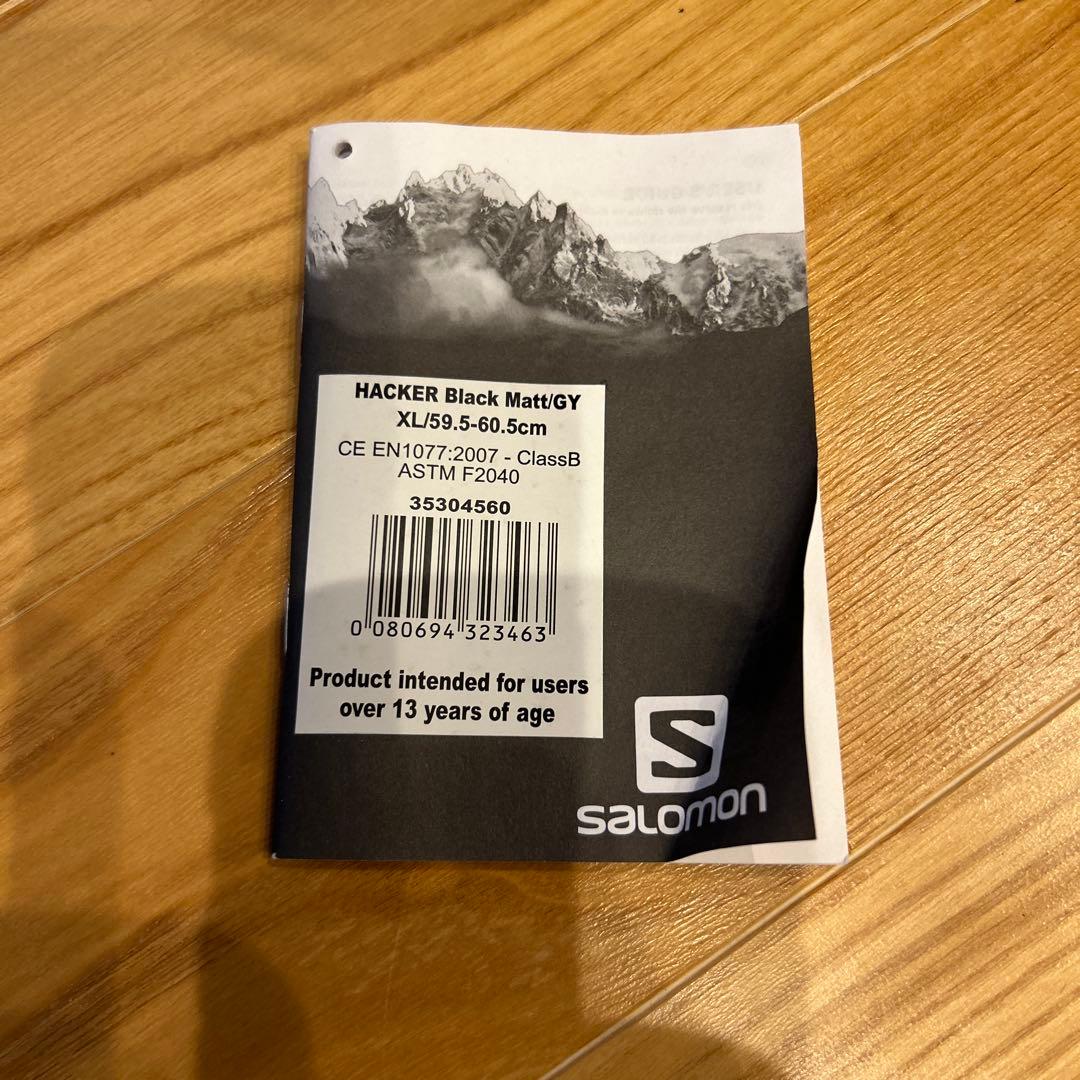 HACKER Black Matt/GY
XL/59.5-60.5cm
CE EN1077:2007 - ClassB
ASTM F2040
35304560
0 080694 323463
Product intended for users
over 13 years of age
S
SALOMON